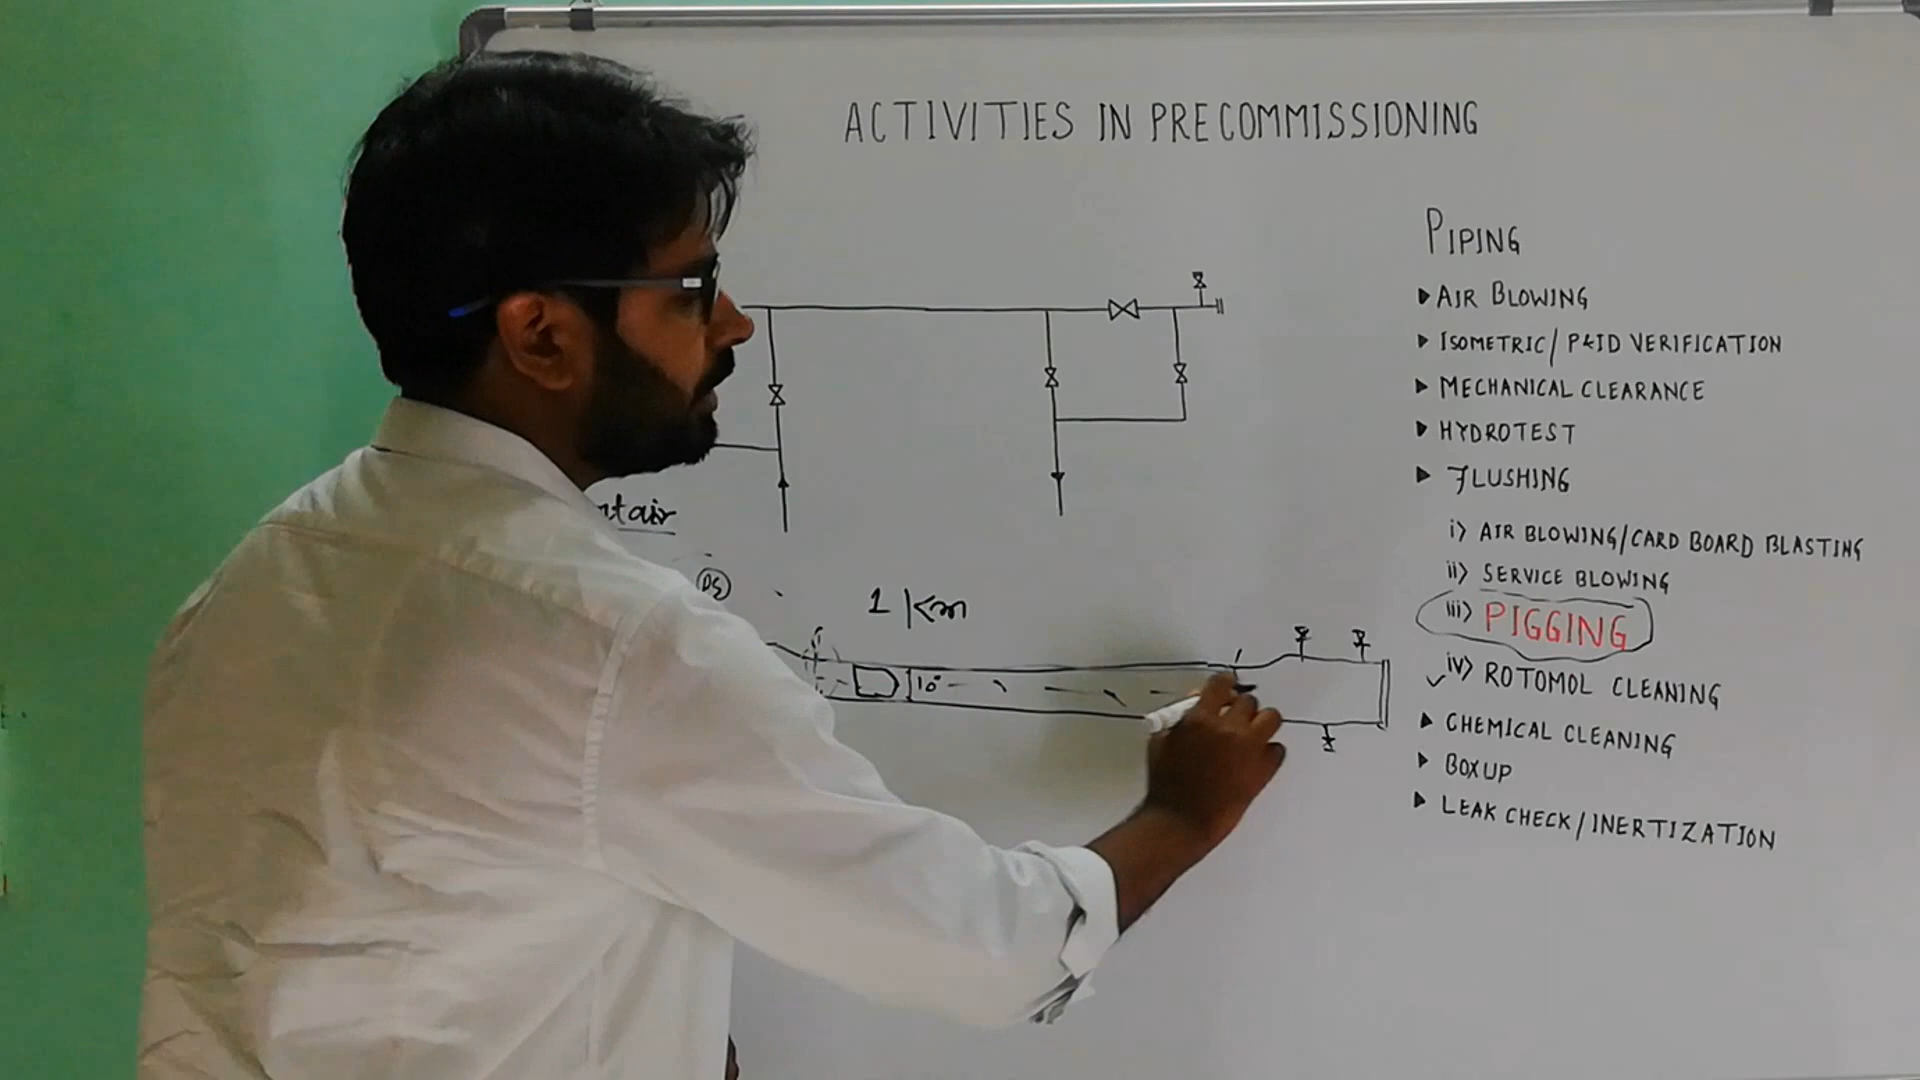 ACTIVITIES IN PRECOMMISSIONING
PIPING
AIR BLOWING
ISOMETRIC/ P&ID VERIFICATION
MECHANICAL CLEARANCE
HYDROTEST
FLUSHING
i) AIR BLOWING/CARD BOARD BLASTING
ii) SERVICE BLOWING
iii) PIGGING
iv) ROTOMOL CLEANING
CHEMICAL CLEANING
BOXUP
LEAK CHECK/INERTIZATION
air
1 Km
10"